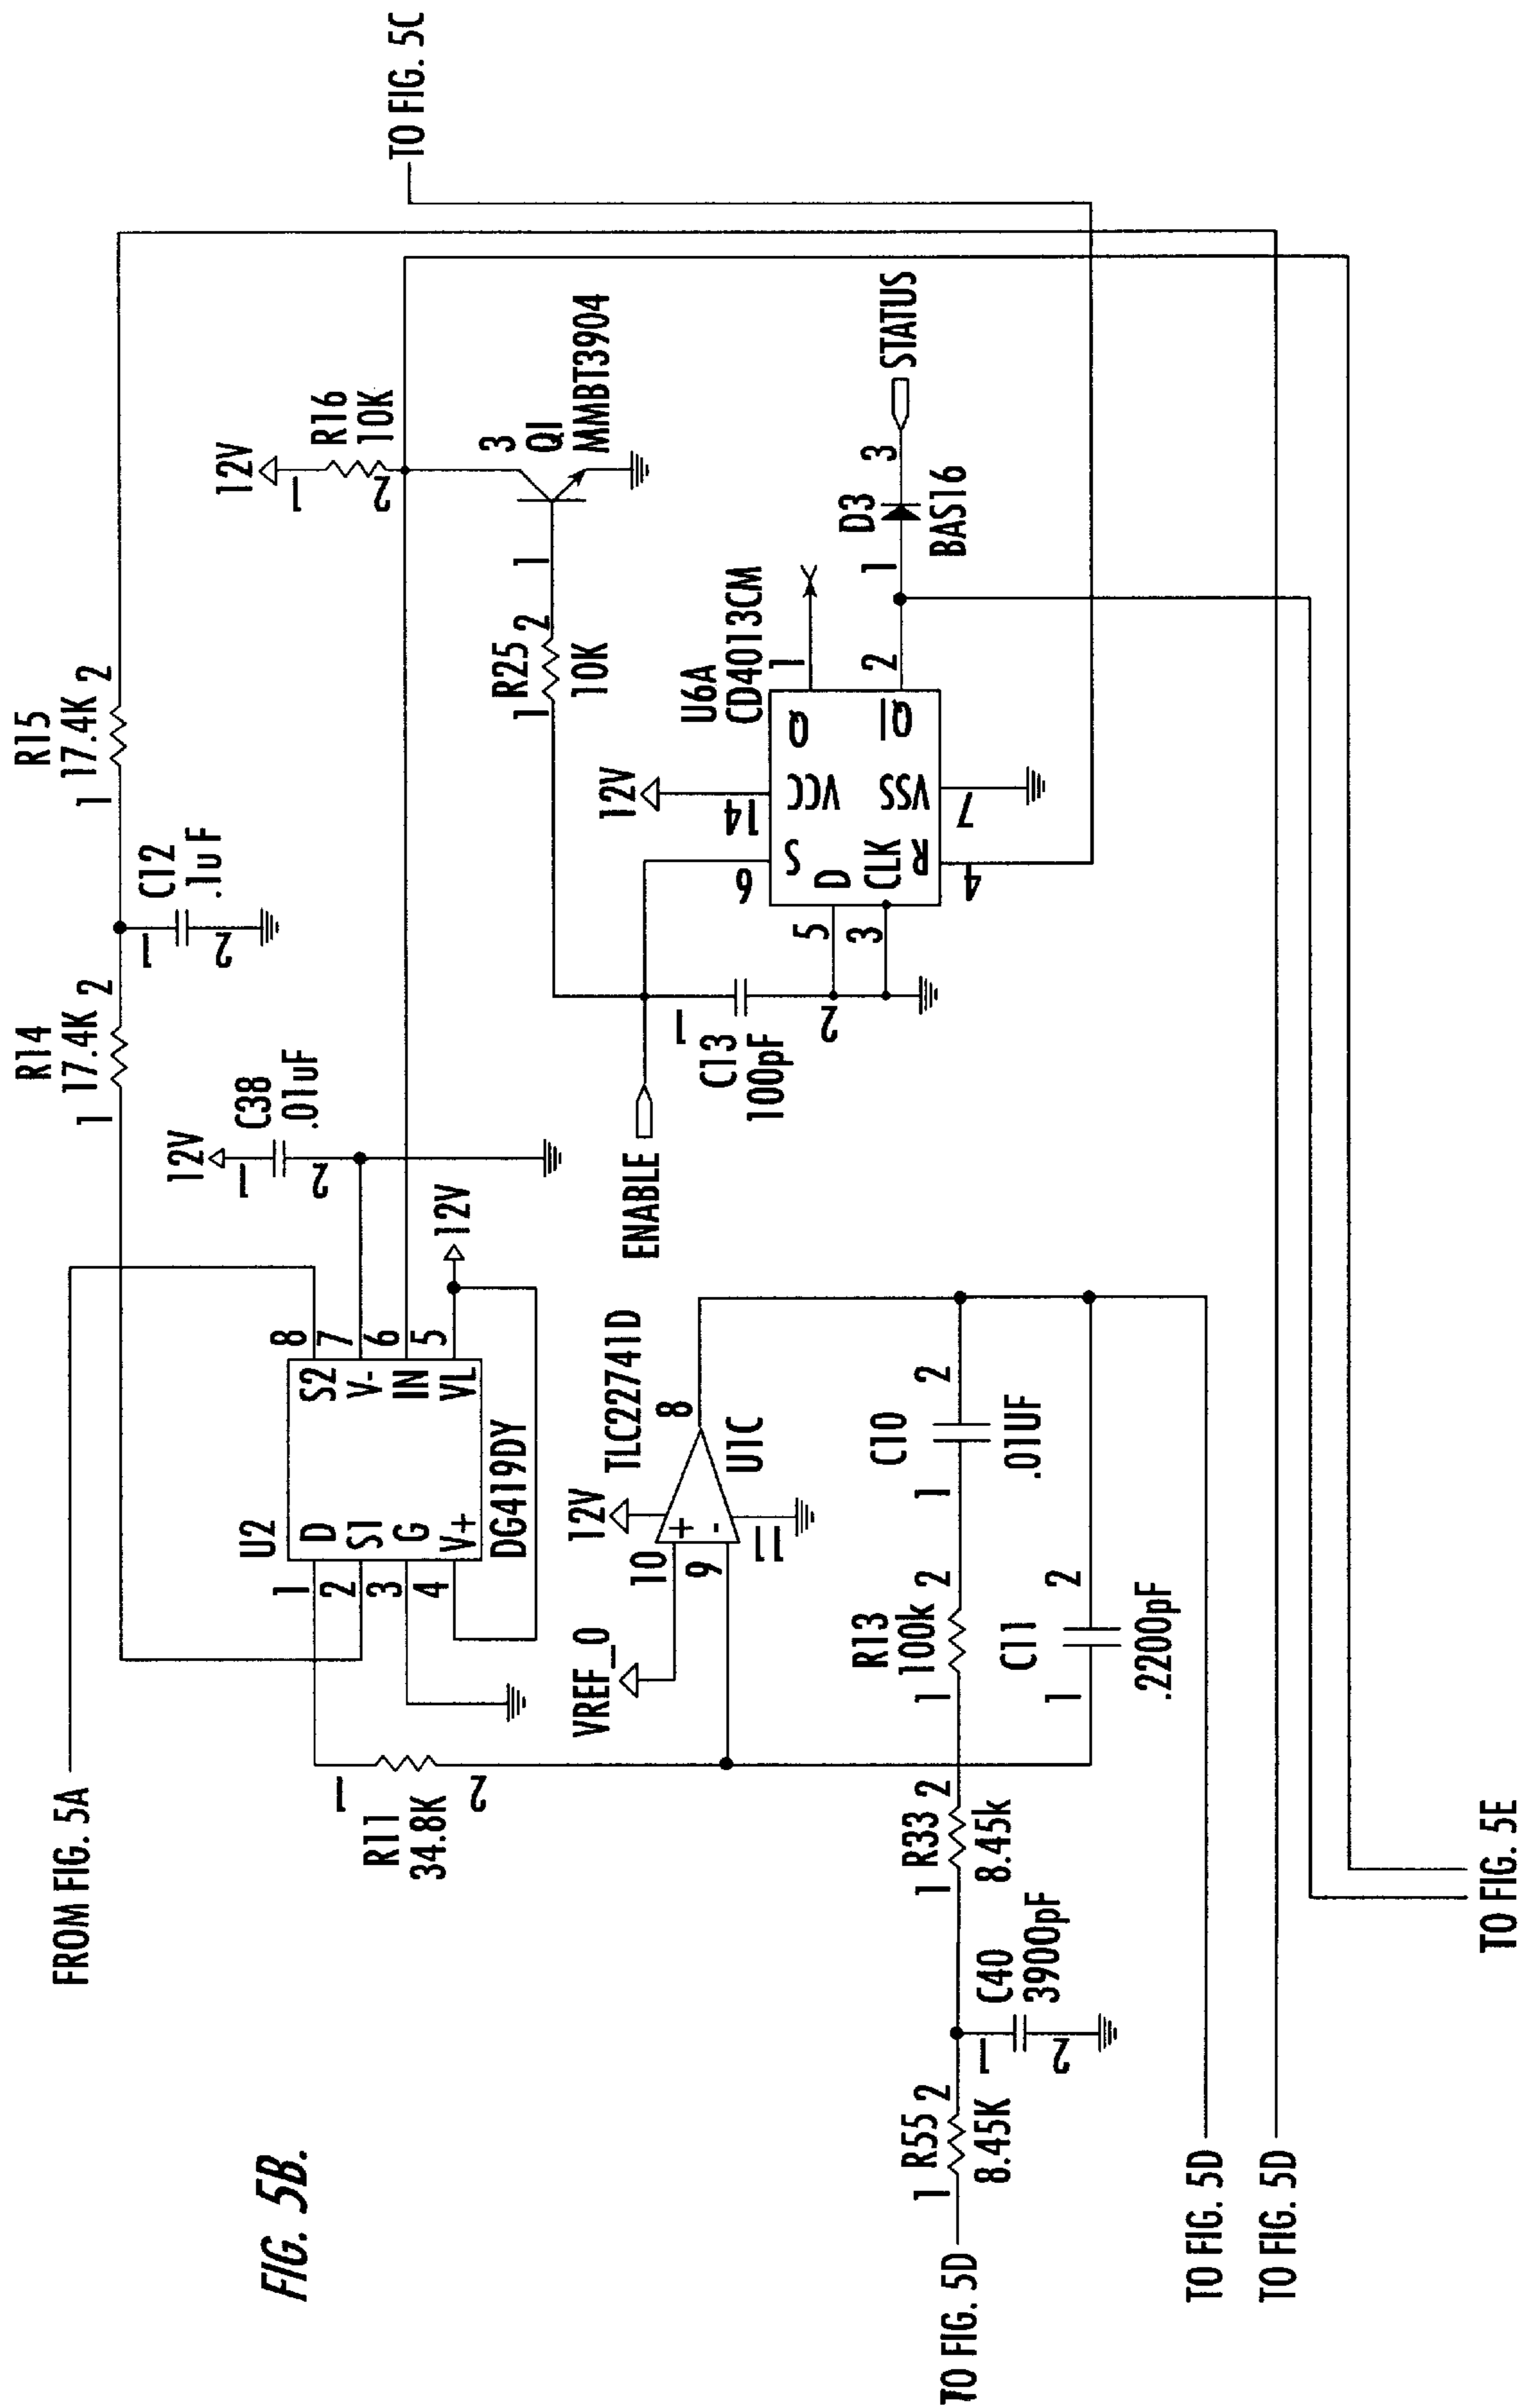 FIG. 5B.
FROM FIG. 5A
TO FIG. 5C
R14
17.4K
1
2
R15
17.4K
1
2
C12
.1uF
1
2
12V
C38
.01uF
1
2
12V
R16
10K
1
2
U2
D
S1
G
V+
S2
V-
IN
VL
1
2
3
4
8
7
6
5
DG419DY
12V
3
Q1
MMBT3904
1
R25
10K
1
2
R11
34.8K
1
2
ENABLE
C13
100pF
1
2
12V
U6A
CD4013CM
14
6
5
3
4
7
1
2
S
VCC
Q
D
CLK
R
VSS
Q1
D3
BAS16
1
3
STATUS
VREF_0
12V
TLC22741D
U1C
10
9
8
11
+
-
R13
100k
1
2
C10
.01UF
1
2
C11
.2200pF
1
2
R33
8.45k
1
2
C40
3900pF
1
2
R55
8.45K
1
2
TO FIG. 5D
TO FIG. 5D
TO FIG. 5D
TO FIG. 5E